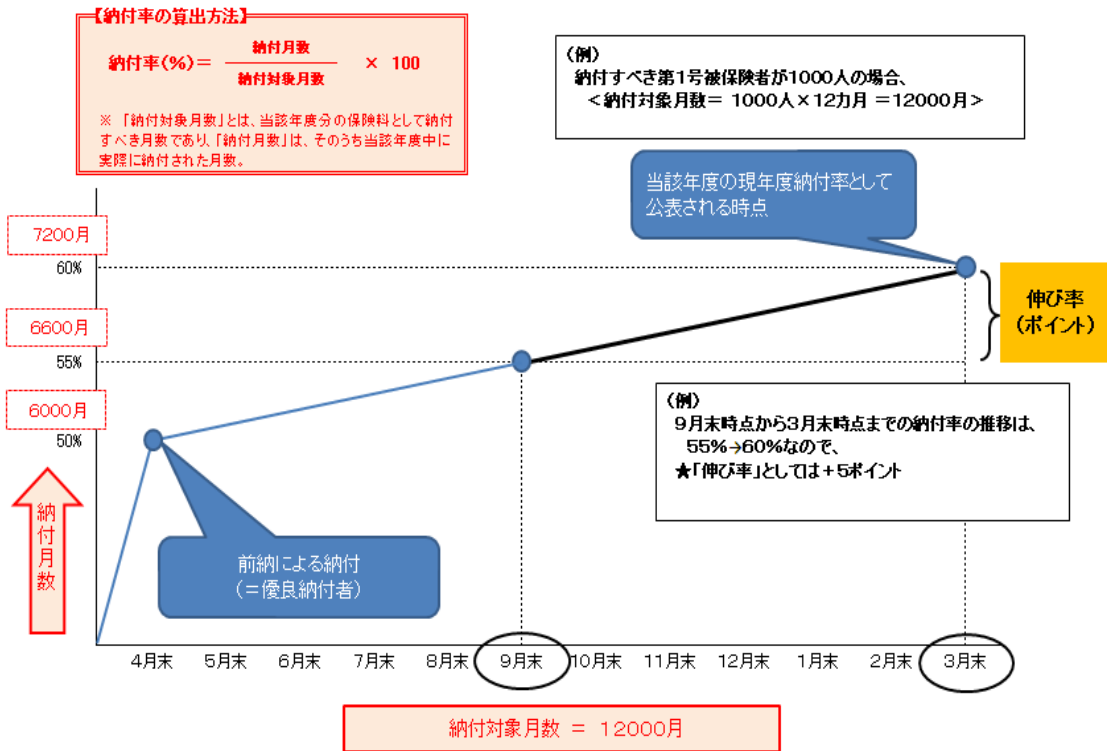 【納付率の算出方法】
納付率(%)= 納付月数 / 納付対象月数 × 100
※ 「納付対象月数」とは、当該年度分の保険料として納付
すべき月数であり、「納付月数」は、そのうち当該年度中に
実際に納付された月数。
(例)
納付すべき第1号被保険者が1000人の場合、
<納付対象月数= 1000人×12カ月 =12000月>
当該年度の現年度納付率として
公表される時点
7200月
60%
6600月
55%
6000月
50%
伸び率
(ポイント)
(例)
9月末時点から3月末時点までの納付率の推移は、
55%→60%なので、
★「伸び率」としては+5ポイント
納付月数
前納による納付
(=優良納付者)
4月末 5月末 6月末 7月末 8月末 9月末 10月末 11月末 12月末 1月末 2月末 3月末
納付対象月数 = 12000月